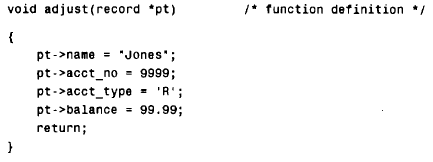 void adjust(record *pt) /* function definition */
{
pt->name = "Jones";
pt->acct_no = 9999;
pt->acct_type = 'R';
pt->balance = 99.99;
return;
}